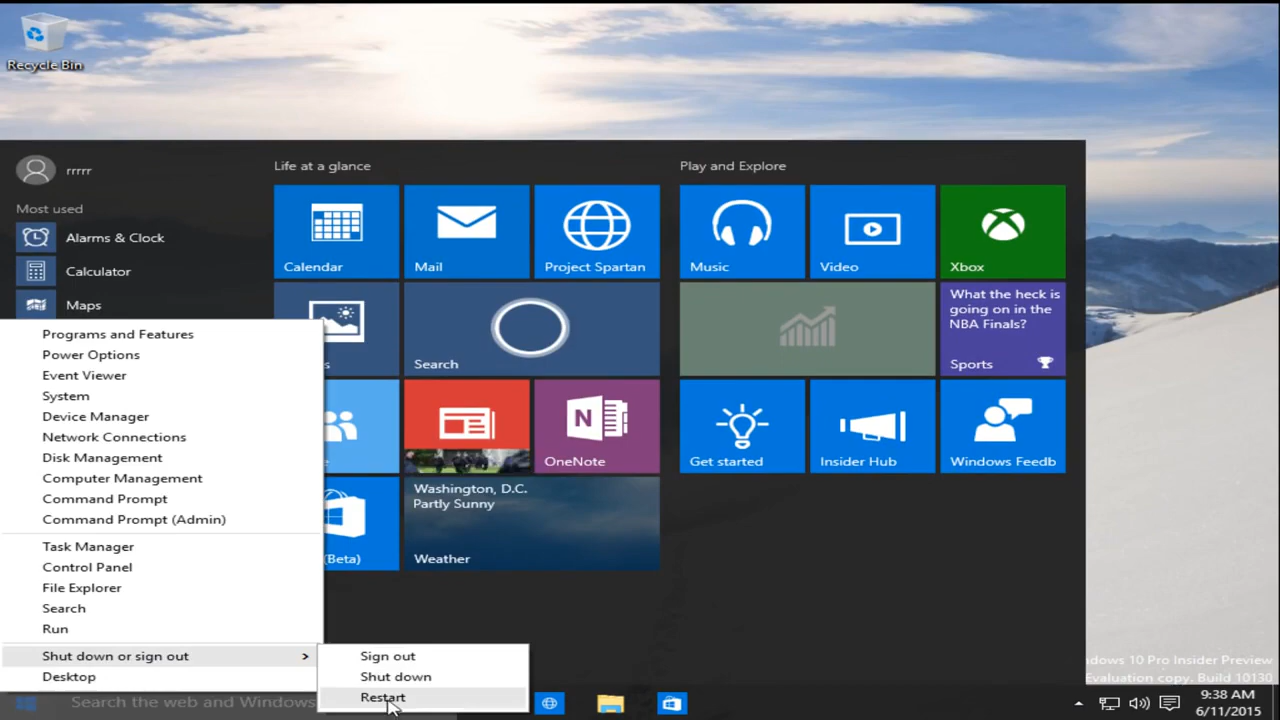 Recycle Bin
rrrrr
Most used
Alarms & Clock
Calculator
Maps
Life at a glance
Calendar
Mail
Project Spartan
Search
OneNote
(Beta)
Washington, D.C.
Partly Sunny
Weather
Play and Explore
Music
Video
Xbox
What the heck is
going on in the
NBA Finals?
Sports
Get started
Insider Hub
Windows Feedb
Programs and Features
Power Options
Event Viewer
System
Device Manager
Network Connections
Disk Management
Computer Management
Command Prompt
Command Prompt (Admin)
Task Manager
Control Panel
File Explorer
Search
Run
Shut down or sign out
Desktop
Sign out
Shut down
Restart
Search the web and Windows
dows 10 Pro Insider Preview
Evaluation copy. Build 10130
9:38 AM
6/11/2015